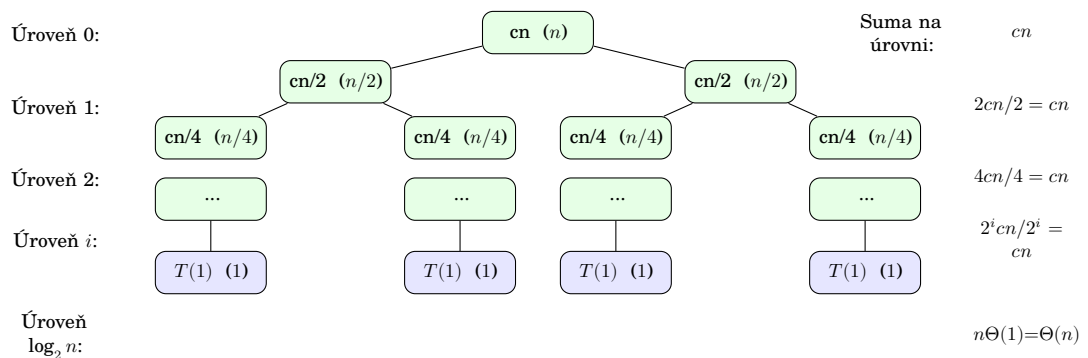 Úroveň 0:
cn (n)
Suma na
úrovni:
cn
cn/2 (n/2)
cn/2 (n/2)
Úroveň 1:
2cn/2 = cn
cn/4 (n/4)
cn/4 (n/4)
cn/4 (n/4)
cn/4 (n/4)
Úroveň 2:
4cn/4 = cn
...
...
...
...
Úroveň i:
2^i cn/2^i =
cn
T(1) (1)
T(1) (1)
T(1) (1)
T(1) (1)
Úroveň
log₂ n:
nΘ(1)=Θ(n)